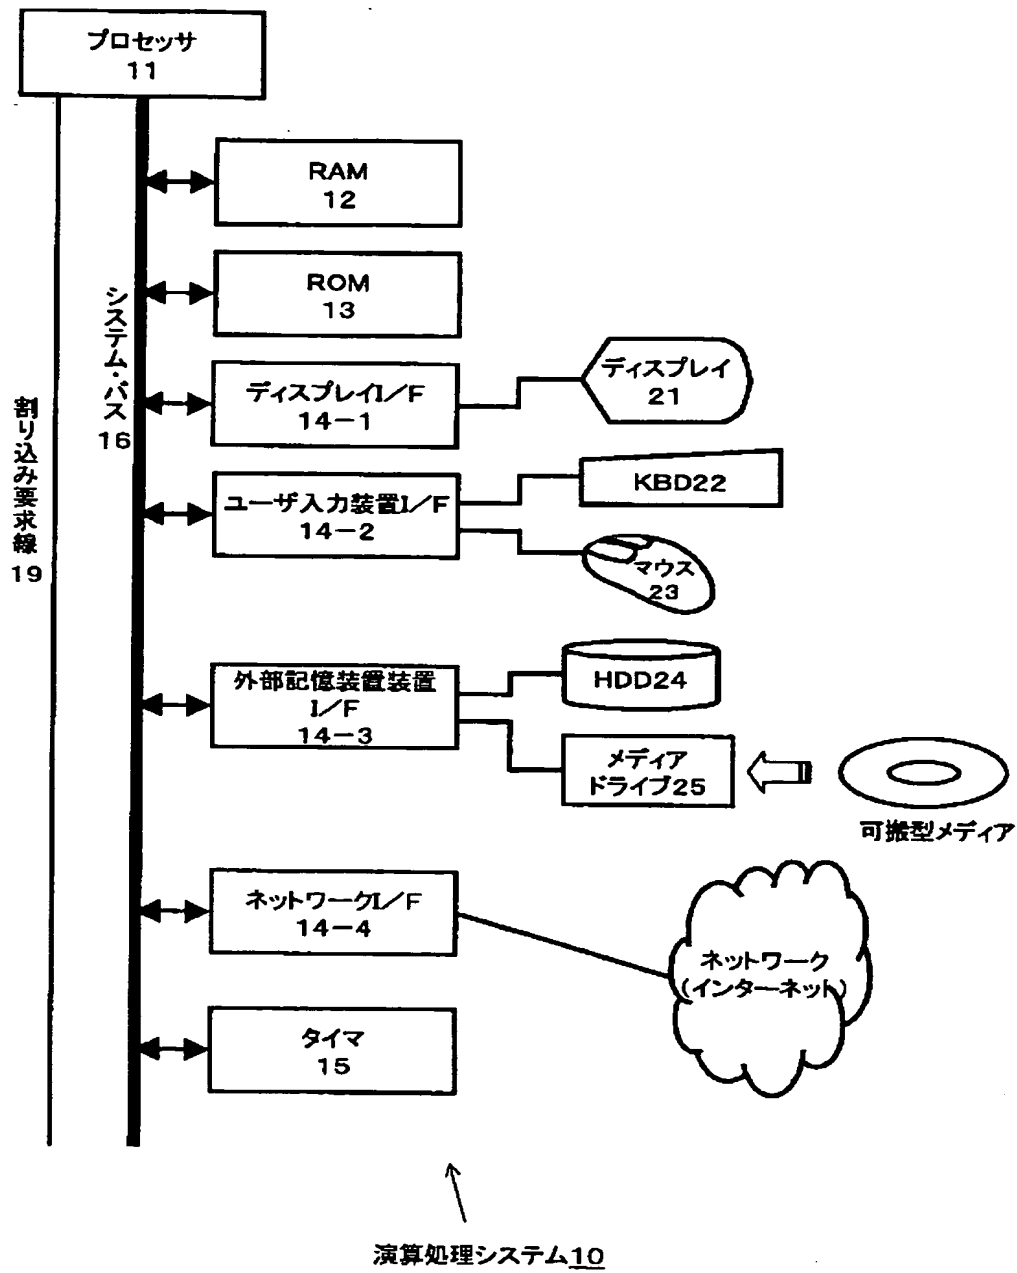 プロセッサ
11
RAM
12
ROM
13
システム・バス
16
割り込み要求線
19
ディスプレイI／F
14－1
ディスプレイ
21
ユーザ入力装置I／F
14－2
KBD22
マウス
23
外部記憶装置装置
I／F
14－3
HDD24
メディア
ドライブ25
可搬型メディア
ネットワークI／F
14－4
ネットワーク
(インターネット)
タイマ
15
演算処理システム10